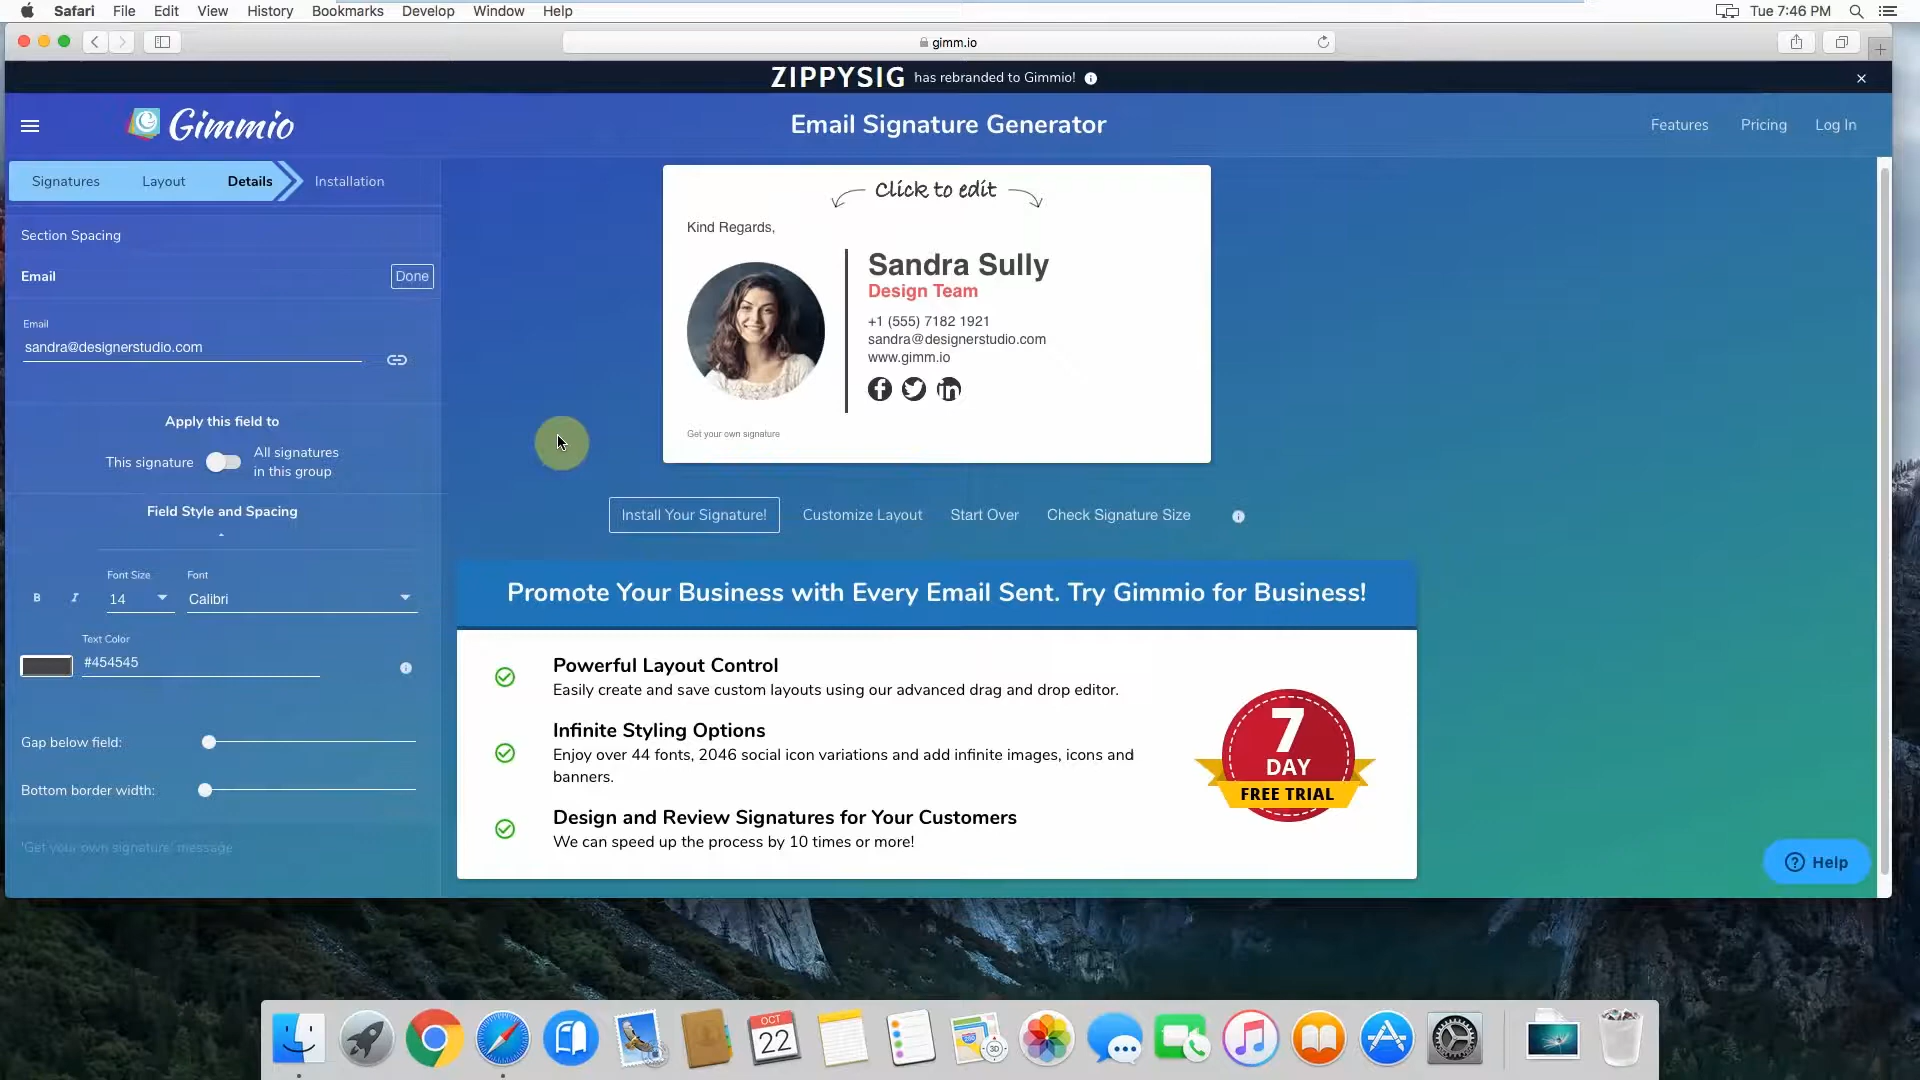 Safari File Edit View History Bookmarks Develop Window Help
Tue 7:46 PM
gimm.io
ZIPPYSIG has rebranded to Gimmio!
Gimmio
Email Signature Generator
Features Pricing Log In
Signatures Layout Details Installation
Section Spacing
Email Done
Email
sandra@designerstudio.com
Apply this field to
This signature
All signatures
in this group
Field Style and Spacing
Font Size Font
B I 14 Calibri
Text Color
#454545
Gap below field:
Bottom border width:
'Get your own signature' message
Click to edit
Kind Regards,
Sandra Sully
Design Team
+1 (555) 7182 1921
sandra@designerstudio.com
www.gimm.io
Get your own signature
Install Your Signature! Customize Layout Start Over Check Signature Size
Promote Your Business with Every Email Sent. Try Gimmio for Business!
Powerful Layout Control
Easily create and save custom layouts using our advanced drag and drop editor.
Infinite Styling Options
Enjoy over 44 fonts, 2046 social icon variations and add infinite images, icons and
banners.
Design and Review Signatures for Your Customers
We can speed up the process by 10 times or more!
7
DAY
FREE TRIAL
Help
OCT
22
3D